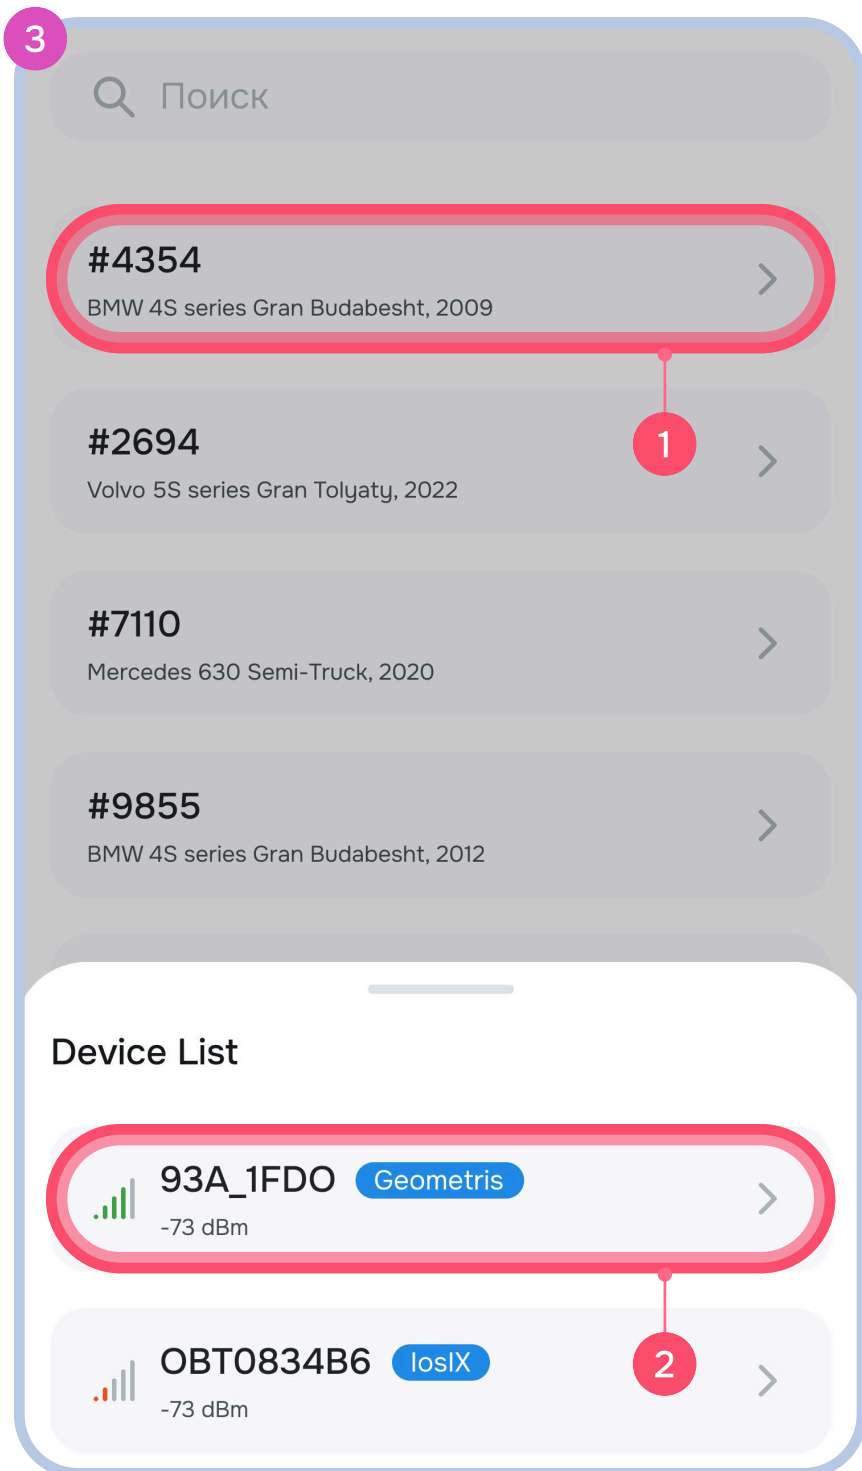 3
Поиск
#4354
BMW 4S series Gran Budabesht, 2009
1
#2694
Volvo 5S series Gran Tolyaty, 2022
#7110
Mercedes 630 Semi-Truck, 2020
#9855
BMW 4S series Gran Budabesht, 2012
Device List
93A_1FDO Geometris
-73 dBm
2
OBT0834B6 IosIX
-73 dBm